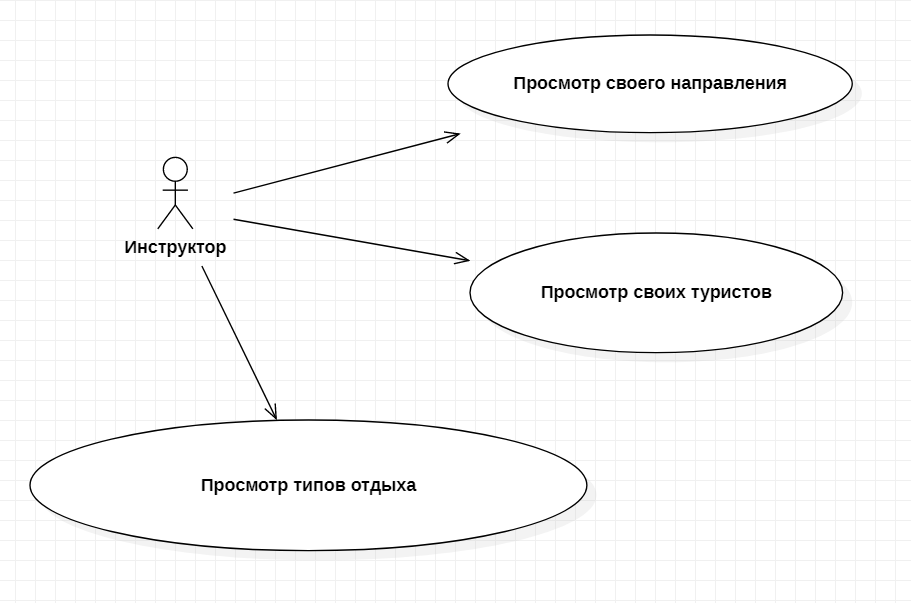 Просмотр своего направления
Инструктор
Просмотр своих туристов
Просмотр типов отдыха